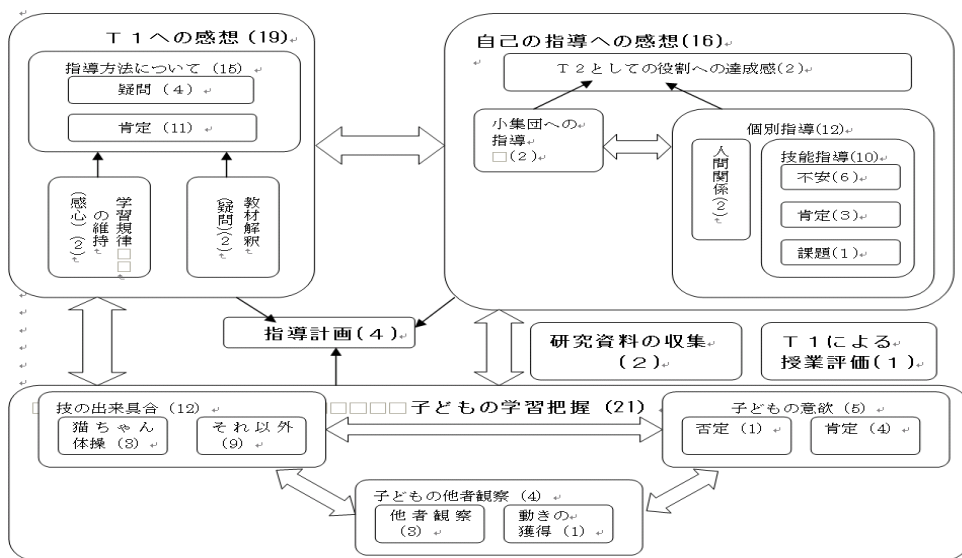 T1への感想(19)
指導方法について(15)
疑問(4)
肯定(11)
学習規律
の維持
(感心)(2)
教材解釈
(疑問)(2)
自己の指導への感想(16)
T2としての役割への達成感(2)
小集団への
指導
(2)
個別指導(12)
人間関係(2)
技能指導(10)
不安(6)
肯定(3)
課題(1)
指導計画(4)
研究資料の収集
(2)
T1による
授業評価(1)
子どもの学習把握(21)
技の出来具合(12)
猫ちゃん
体操(3)
それ以外
(9)
子どもの意欲(5)
否定(1)
肯定(4)
子どもの他者観察(4)
他者観察
(3)
動きの
獲得(1)